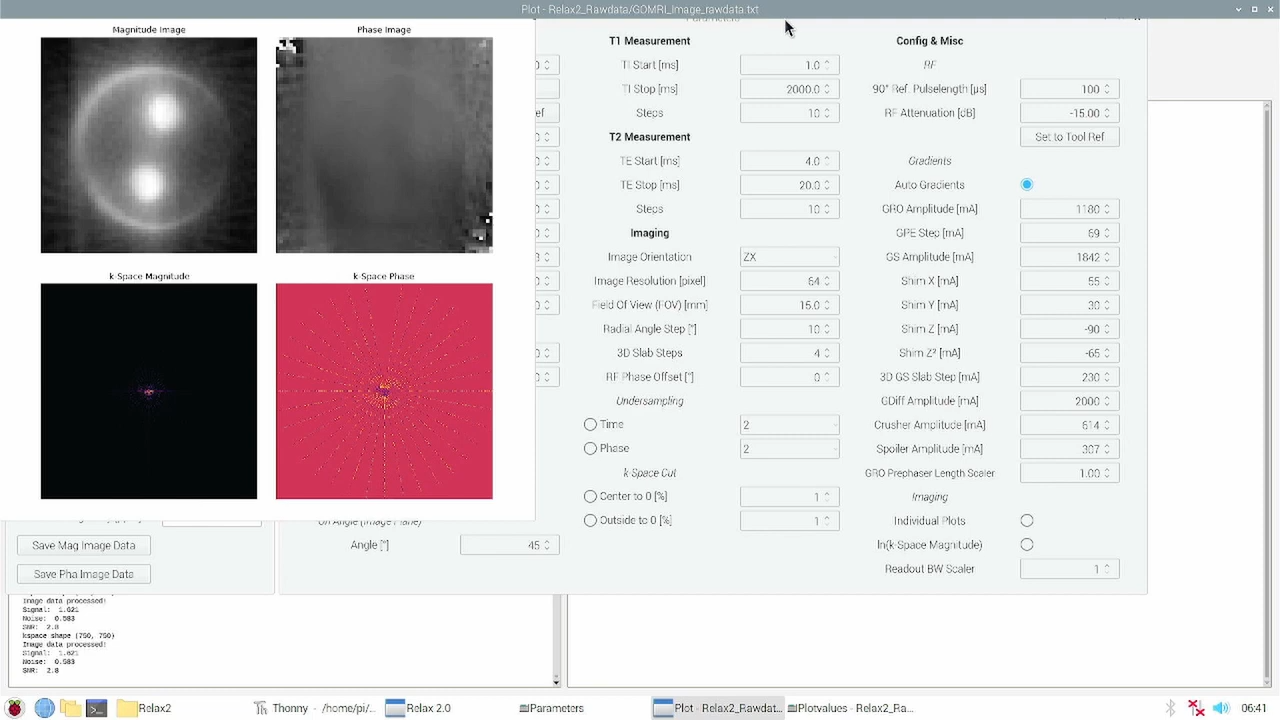 Plot - Relax2_Rawdata/GOMRI_Image_rawdata.txt
Magnitude Image
Phase Image
k-Space Magnitude
k-Space Phase
Save Mag Image Data
Save Pha Image Data
Image data processed!
Signal: 1.621
Noise: 0.583
SNR: 2.8
kspace shape (750, 750)
Image data processed!
Signal: 1.621
Noise: 0.583
SNR: 2.8
Angle [°] 45
T1 Measurement
TI Start [ms] 1.0
TI Stop [ms] 2000.0
Steps 10
T2 Measurement
TE Start [ms] 4.0
TE Stop [ms] 20.0
Steps 10
Imaging
Image Orientation ZX
Image Resolution [pixel] 64
Field Of View (FOV) [mm] 15.0
Radial Angle Step [°] 10
3D Slab Steps 4
RF Phase Offset [°] 0
Undersampling
Time 2
Phase 2
k-Space Cut
Center to 0 [%] 1
Outside to 0 [%] 1
Config & Misc
RF
90° Ref. Pulselength [µs] 100
RF Attenuation [dB] -15.00
Set to Tool Ref
Gradients
Auto Gradients
GRO Amplitude [mA] 1180
GPE Step [mA] 69
GS Amplitude [mA] 1842
Shim X [mA] 55
Shim Y [mA] 30
Shim Z [mA] -90
Shim Z² [mA] -65
3D GS Slab Step [mA] 230
GDiff Amplitude [mA] 2000
Crusher Amplitude [mA] 614
Spoiler Amplitude [mA] 307
GRO Prephaser Length Scaler 1.00
Imaging
Individual Plots
ln(k-Space Magnitude)
Readout BW Scaler 1
Relax2
Thonny - /home/pi/...
Relax 2.0
Parameters
Plot - Relax2_Rawdat...
Plotvalues - Relax2_Ra...
06:41